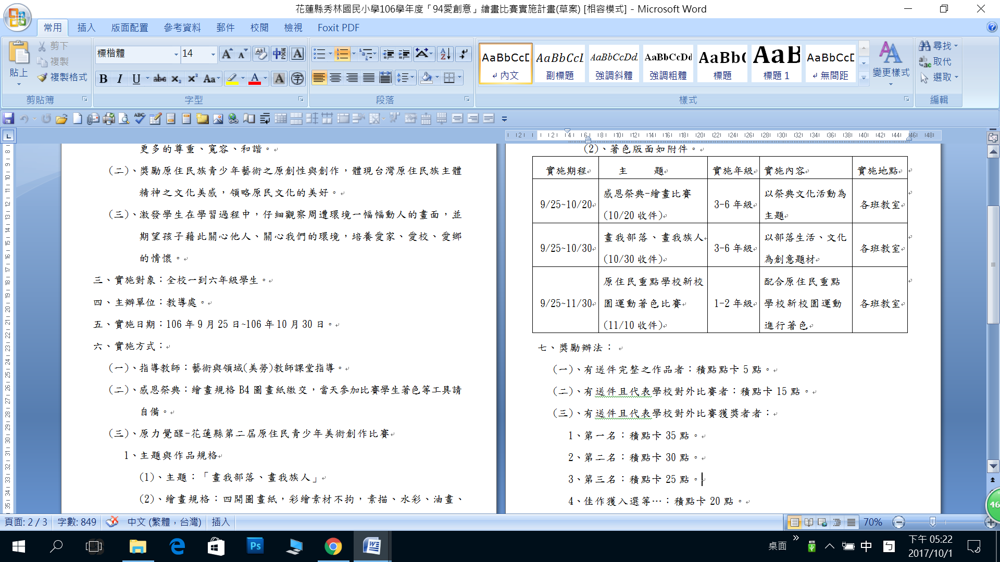 花蓮縣秀林國民小學106學年度「94愛創意」繪畫比賽實施計畫(草案) [相容模式] - Microsoft Word
常用 插入 版面配置 參考資料 郵件 校閱 檢視 Foxit PDF
貼上 剪下 複製 複製格式
標楷體 14
AaBbCcD AaBbCcL AaBbCcDd. AaBbCcDd AaBbC AaB AaBbCcD
↲內文 副標題 強調斜體 強調粗體 標題 標題 1 ↲無間距
變更樣式 尋找 取代 選取
剪貼簿 字型 段落 樣式 編輯
更多的尊重、寬容、和諧。
(二)、獎勵原住民族青少年藝術之原創性與創作，體現台灣原住民族主體
精神之文化美感，領略原民文化的美好。
(三)、激發學生在學習過程中，仔細觀察周遭環境一幅幅動人的畫面，並
期望孩子藉此關心他人、關心我們的環境，培養愛家、愛校、愛鄉
的情懷。
三、實施對象：全校一到六年級學生。
四、主辦單位：教導處。
五、實施日期：106 年 9 月 25 日~106 年 10 月 30 日。
六、實施方式：
(一)、指導教師：藝術與領域(美勞)教師課堂指導。
(二)、感恩祭典：繪畫規格 B4 圖畫紙繳交，當天參加比賽學生著色等工具請
自備。
(三)、原力覺醒-花蓮縣第二屆原住民青少年美術創作比賽
1、主題與作品規格
(1)、主題：「畫我部落、畫我族人」
(2)、繪畫規格：四開圖畫紙，彩繪素材不拘，素描、水彩、油畫、
(2)、著色版面如附件。
實施期程 主 題 實施年級 實施內容 實施地點
9/25~10/20 感恩祭典-繪畫比賽 (10/20 收件) 3-6 年級 以祭典文化活動為主題 各班教室
9/25~10/30 畫我部落、畫我族人 (10/30 收件) 3-6 年級 以部落生活、文化為創意題材 各班教室
9/25~11/30 原住民重點學校新校園運動著色比賽 (11/10 收件) 1-2 年級 配合原住民重點學校新校園運動進行著色 各班教室
七、獎勵辦法：
(一)、有送件完整之作品者：積點點卡 5 點。
(二)、有送件且代表學校對外比賽者：積點卡 15 點。
(三)、有送件且代表學校對外比賽獲獎者者：
1、第一名：積點卡 35 點。
2、第二名：積點卡 30 點。
3、第三名：積點卡 25 點。
4、佳作獲入選等…：積點卡 20 點。
頁面: 2 / 3 字數: 849 中文 (繁體，台灣) 插入 70%
46
桌面 中 ㄅ
下午 05:22
2017/10/1